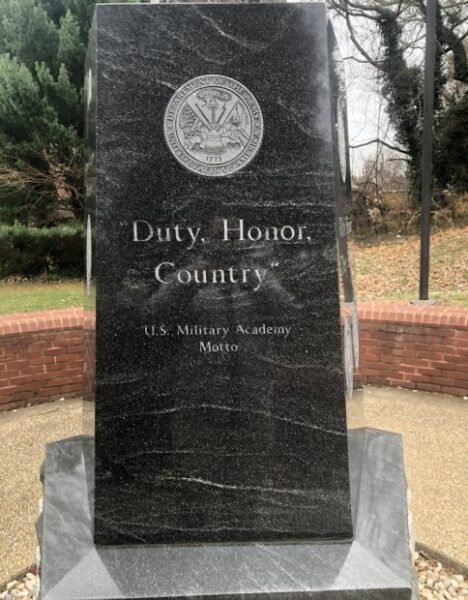 1775
"Duty, Honor,
Country"
U.S. Military Academy
Motto